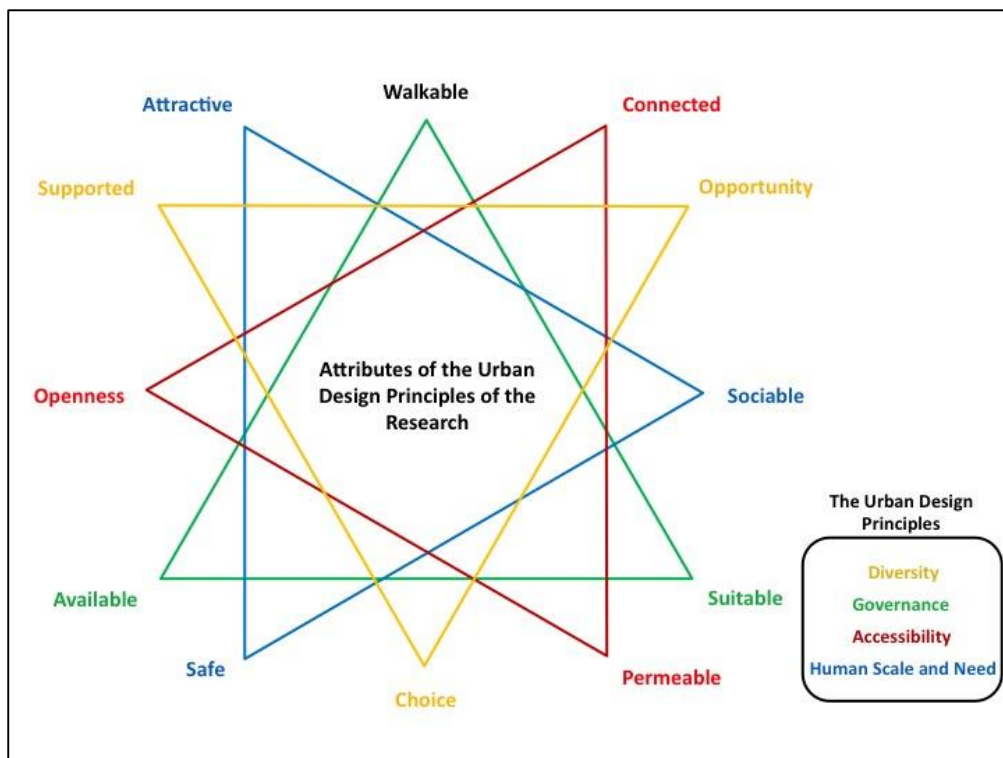 Walkable
Attractive
Connected
Supported
Opportunity
Attributes of the Urban
Design Principles of the
Research
Openness
Sociable
The Urban Design
Principles
Diversity
Governance
Accessibility
Human Scale and Need
Available
Suitable
Safe
Permeable
Choice